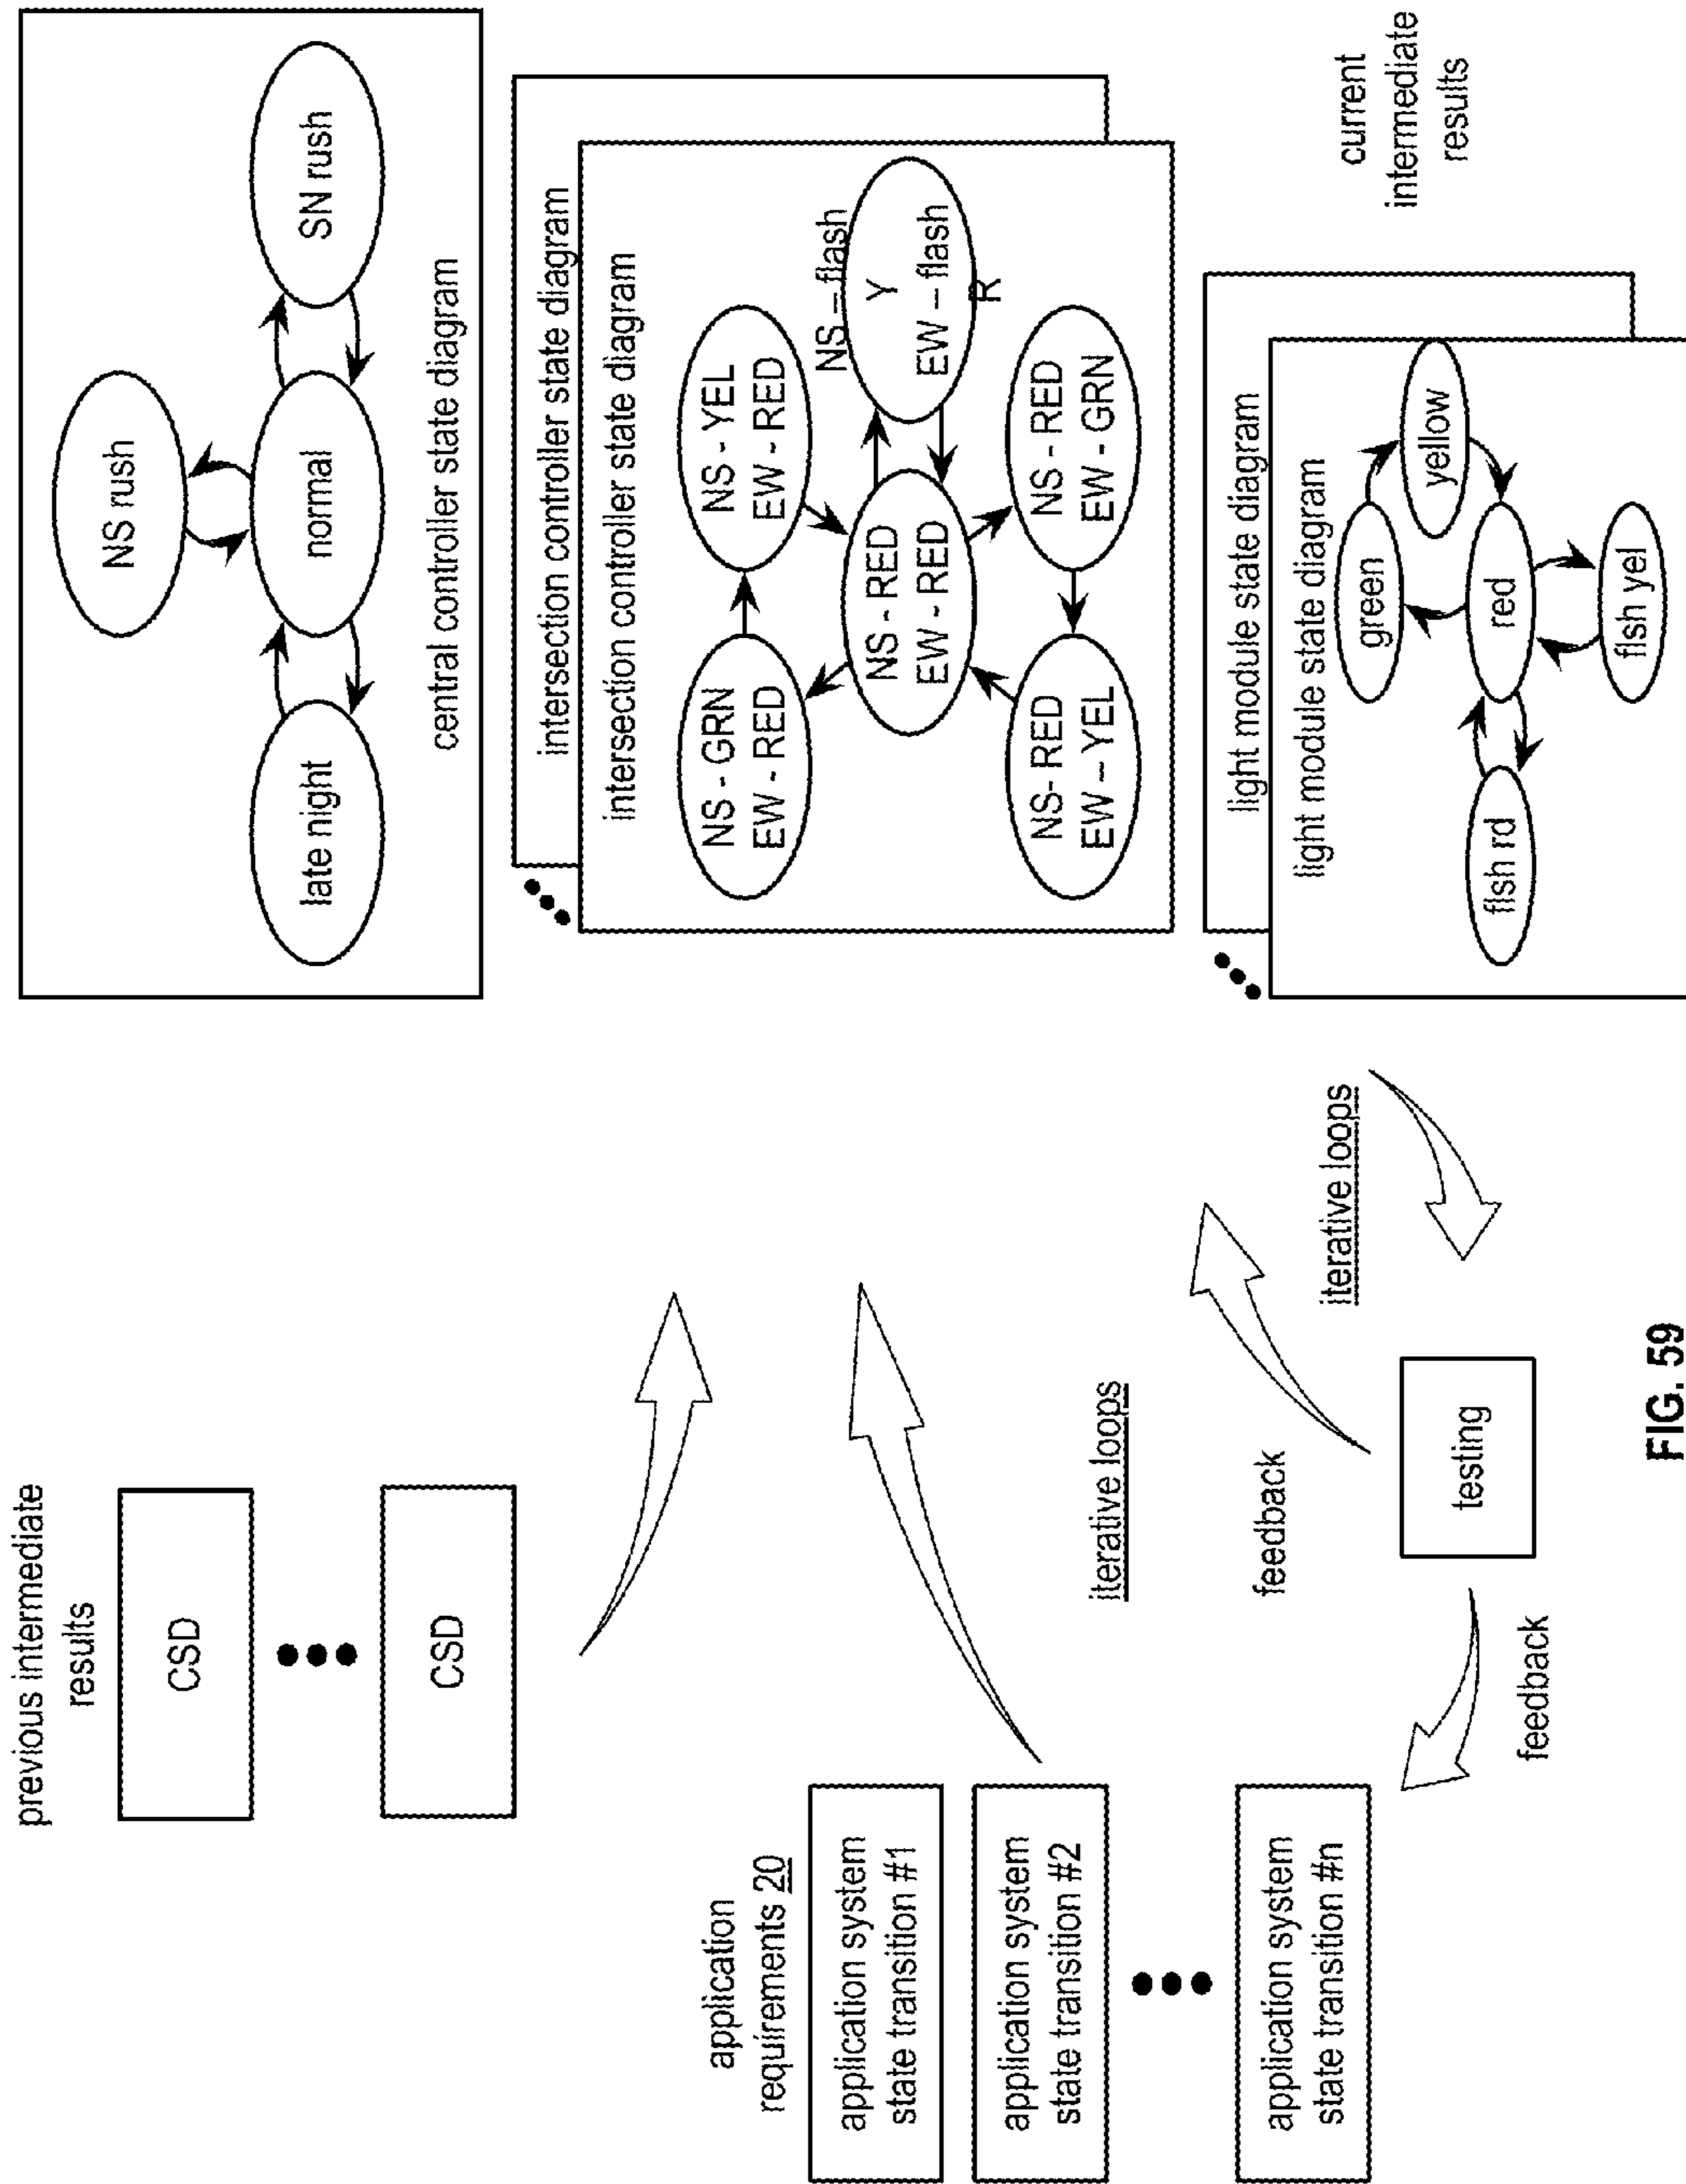 previous intermediate
results
CSD
CSD
application
requirements 20
application system
state transition #1
application system
state transition #2
application system
state transition #n
iterative loops
feedback
iterative loops
testing
feedback
NS rush
late night
normal
SN rush
central controller state diagram
intersection controller state diagram
intersection controller state diagram
NS - GRN
EW - RED
NS - YEL
EW - RED
NS - RED
EW - RED
NS – flash
Y
EW – flash
R
NS- RED
EW – YEL
NS - RED
EW - GRN
light module state diagram
light module state diagram
green
yellow
flsh rd
red
flsh yel
current
intermediate
results
FIG. 59